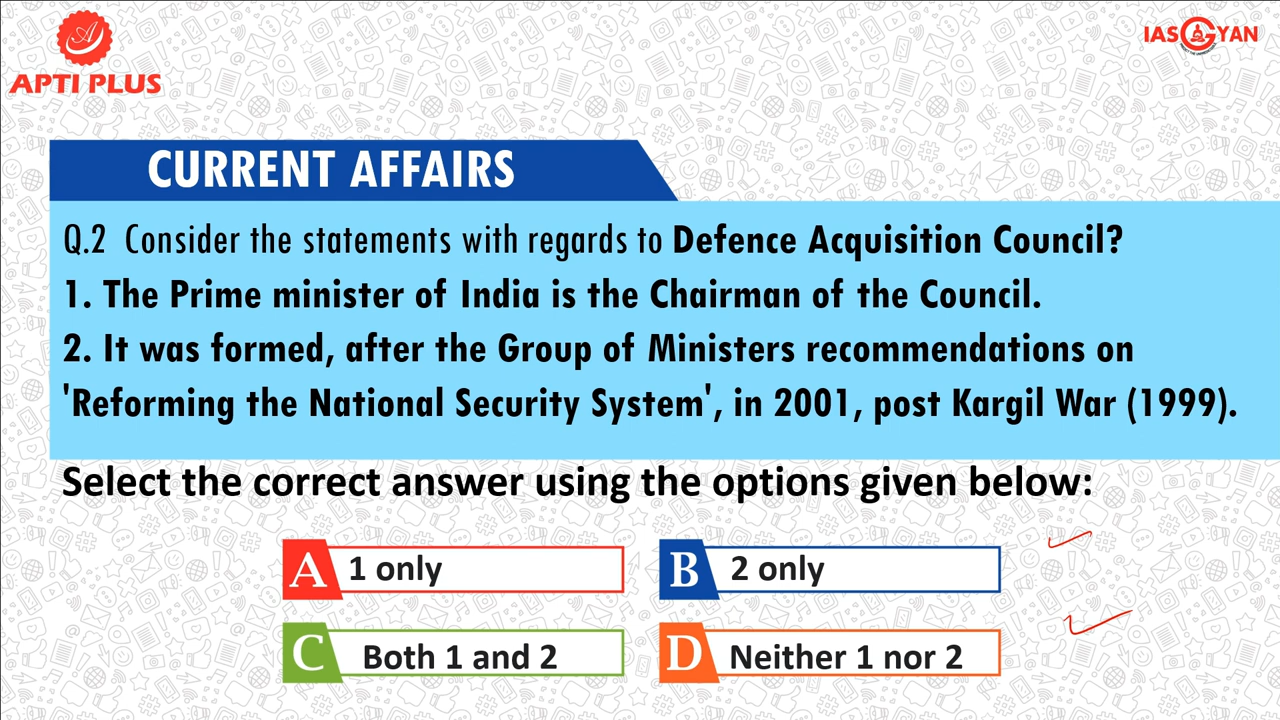 APTI PLUS
IAS GYAN
CURRENT AFFAIRS
Q.2 Consider the statements with regards to Defence Acquisition Council?
1. The Prime minister of India is the Chairman of the Council.
2. It was formed, after the Group of Ministers recommendations on
'Reforming the National Security System', in 2001, post Kargil War (1999).
Select the correct answer using the options given below:
A 1 only
B 2 only
C Both 1 and 2
D Neither 1 nor 2